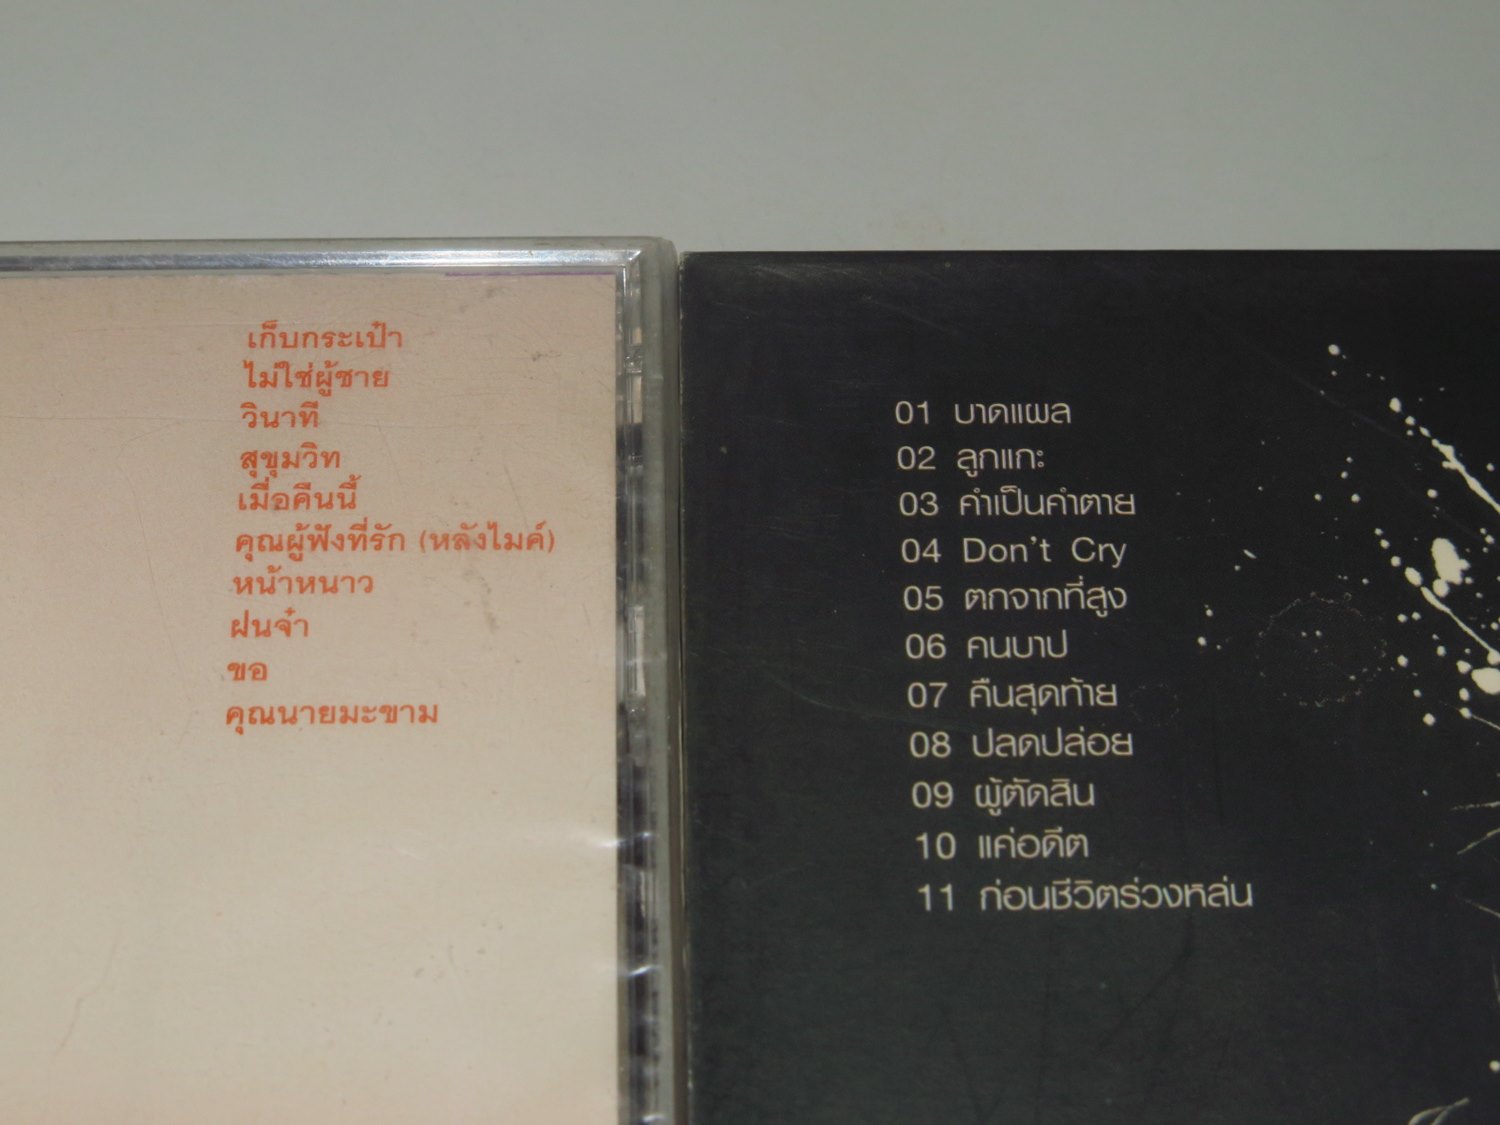 เก็บกระเป๋า
ไม่ใช่ผู้ชาย
วินาที
สุขุมวิท
เมื่อคืนนี้
คุณผู้ฟังที่รัก (หลังไมค์)
หน้าหนาว
ฝนจ๋า
ขอ
คุณนายมะขาม
01 บาดแผล
02 ลูกแกะ
03 คำเป็นคำตาย
04 Don't Cry
05 ตกจากที่สูง
06 คนบาป
07 คืนสุดท้าย
08 ปลดปล่อย
09 ผู้ตัดสิน
10 แค่อดีต
11 ก่อนชีวิตร่วงหล่น